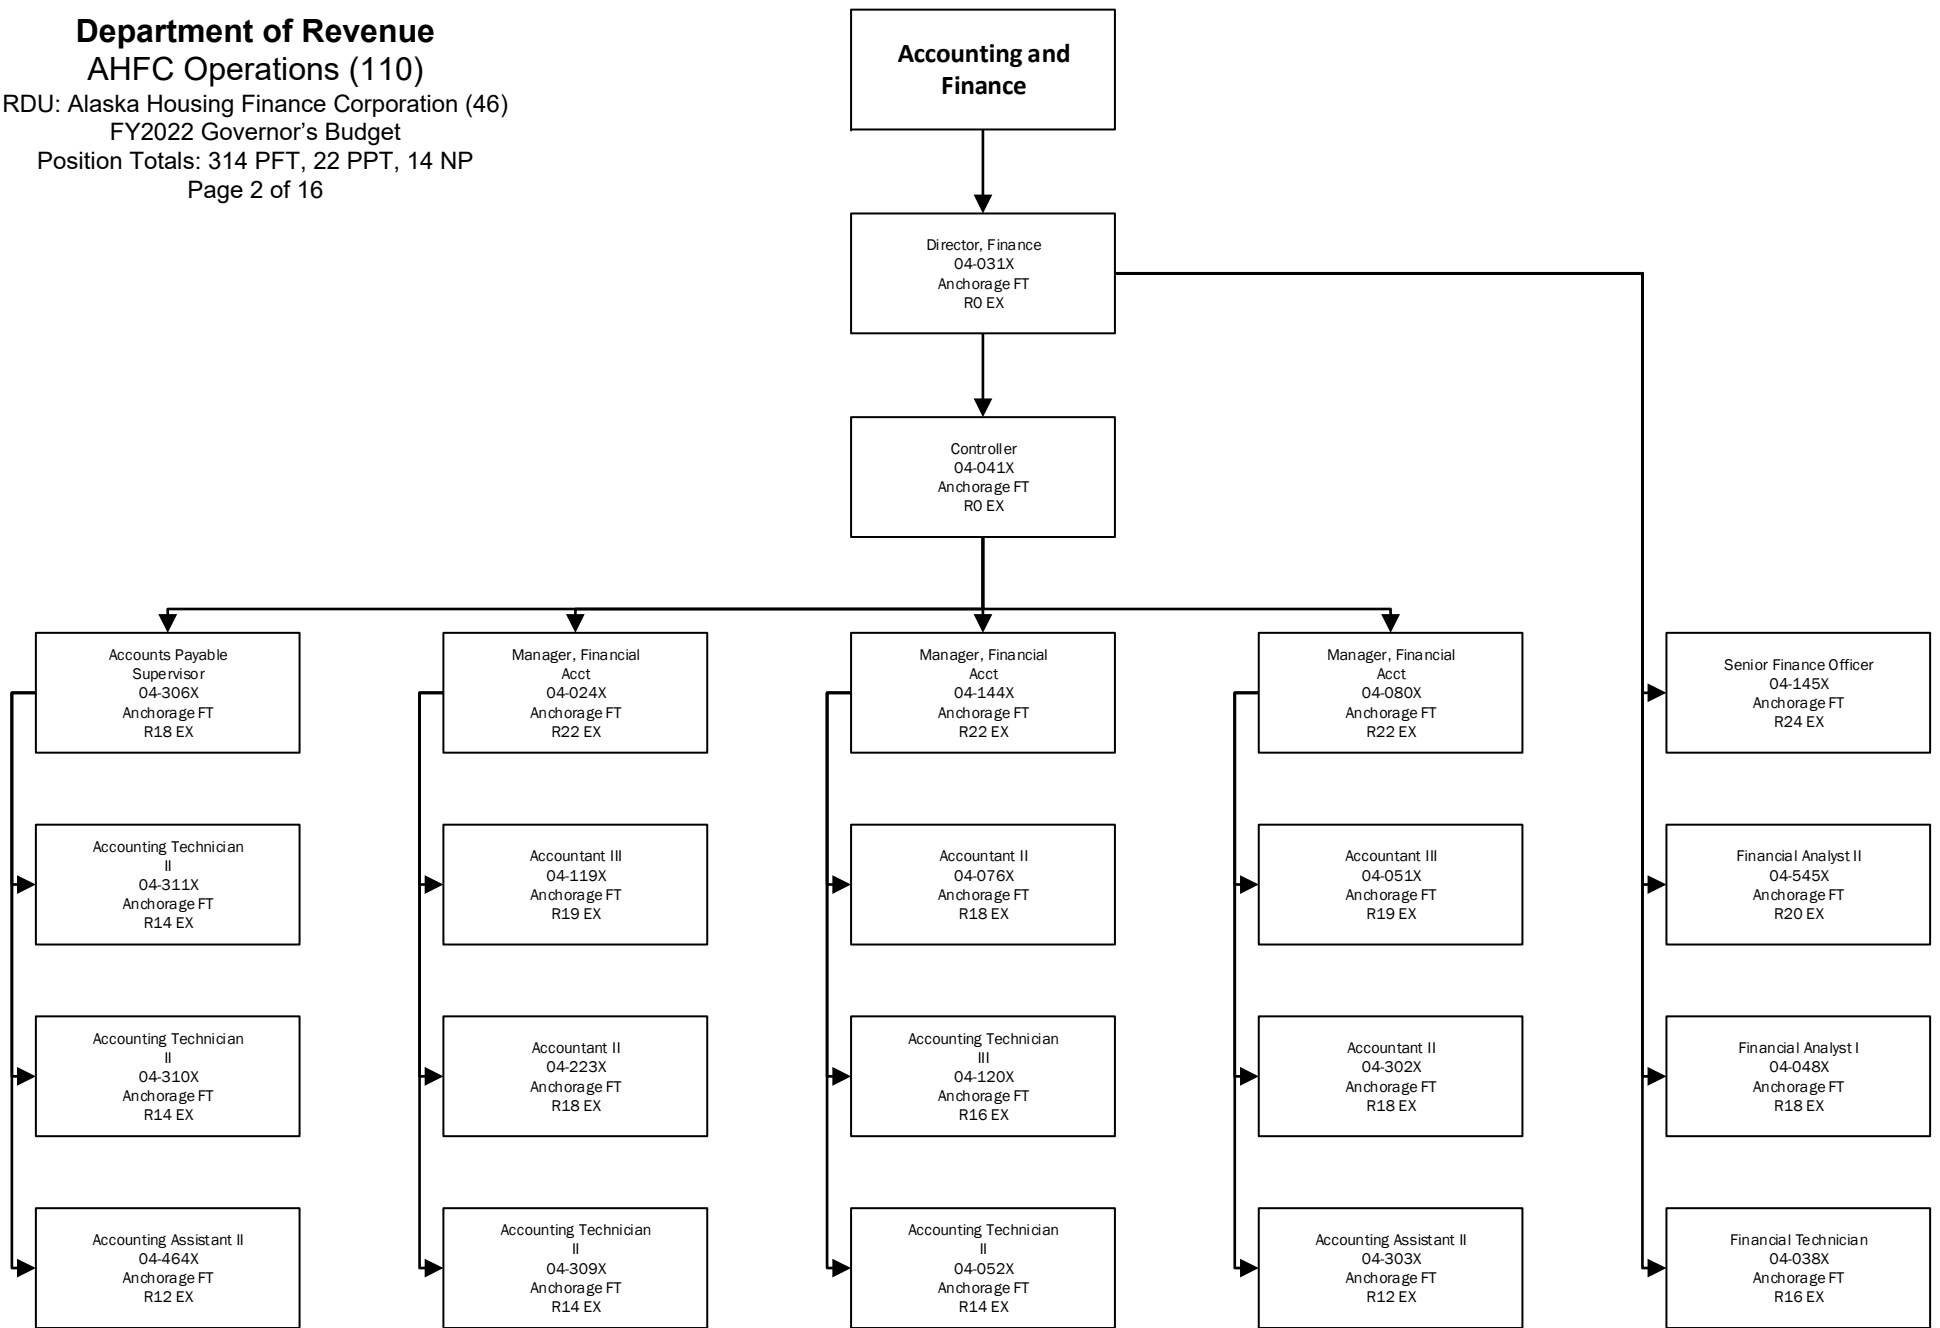 Department of Revenue
AHFC Operations (110)
RDU: Alaska Housing Finance Corporation (46)
FY2022 Governor's Budget
Position Totals: 314 PFT, 22 PPT, 14 NP
Page 2 of 16
Accounting and
Finance
Director, Finance
04-031X
Anchorage FT
R0 EX
Controller
04-041X
Anchorage FT
R0 EX
Accounts Payable
Supervisor
04-306X
Anchorage FT
R18 EX
Manager, Financial
Acct
04-024X
Anchorage FT
R22 EX
Manager, Financial
Acct
04-144X
Anchorage FT
R22 EX
Manager, Financial
Acct
04-080X
Anchorage FT
R22 EX
Senior Finance Officer
04-145X
Anchorage FT
R24 EX
Accounting Technician
II
04-311X
Anchorage FT
R14 EX
Accountant III
04-119X
Anchorage FT
R19 EX
Accountant II
04-076X
Anchorage FT
R18 EX
Accountant III
04-051X
Anchorage FT
R19 EX
Financial Analyst II
04-545X
Anchorage FT
R20 EX
Accounting Technician
II
04-310X
Anchorage FT
R14 EX
Accountant II
04-223X
Anchorage FT
R18 EX
Accounting Technician
III
04-120X
Anchorage FT
R16 EX
Accountant II
04-302X
Anchorage FT
R18 EX
Financial Analyst I
04-048X
Anchorage FT
R18 EX
Accounting Assistant II
04-464X
Anchorage FT
R12 EX
Accounting Technician
II
04-309X
Anchorage FT
R14 EX
Accounting Technician
II
04-052X
Anchorage FT
R14 EX
Accounting Assistant II
04-303X
Anchorage FT
R12 EX
Financial Technician
04-038X
Anchorage FT
R16 EX